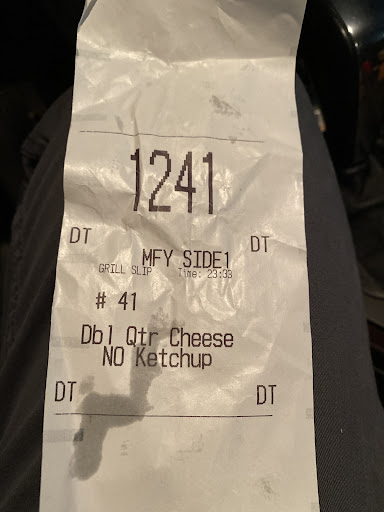 1241
DT DT
MFY SIDE1
GRILL SLIP Time: 23:33
# 41
Dbl Qtr Cheese
NO Ketchup
DT DT